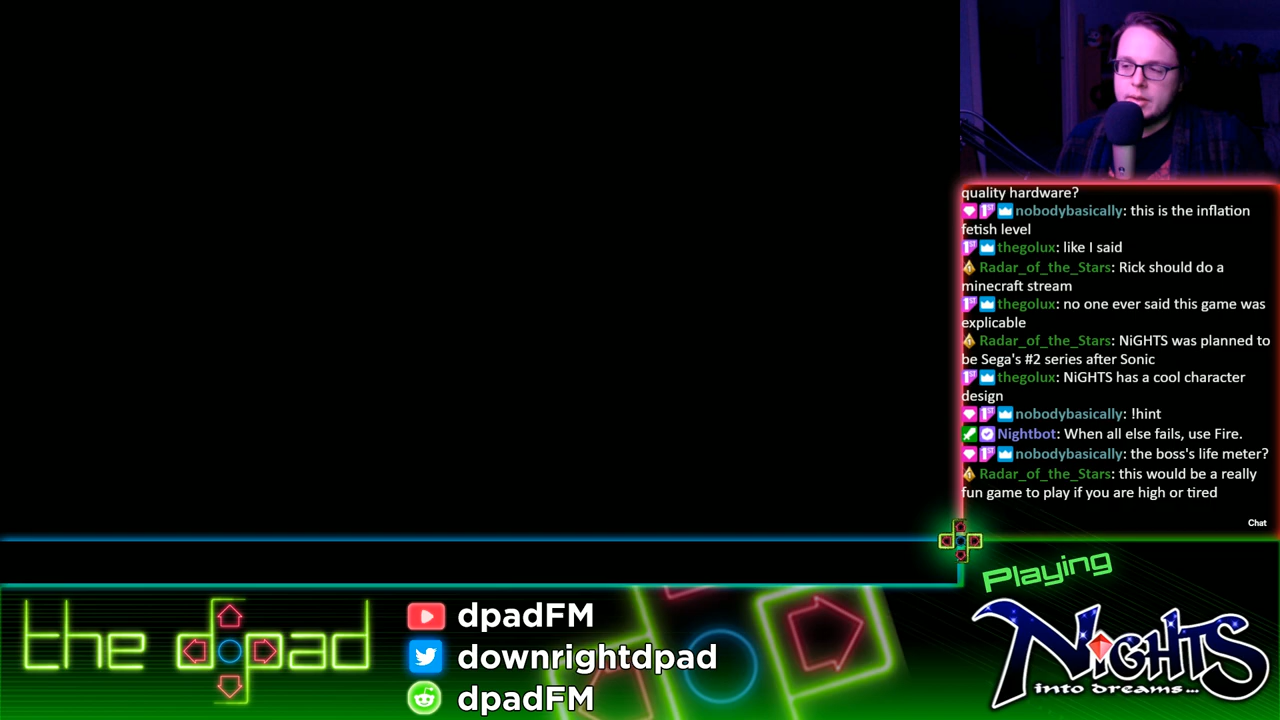 quality hardware?
nobodybasically: this is the inflation
fetish level
thegolux: like I said
Radar_of_the_Stars: Rick should do a
minecraft stream
thegolux: no one ever said this game was
explicable
Radar_of_the_Stars: NiGHTS was planned to
be Sega's #2 series after Sonic
thegolux: NiGHTS has a cool character
design
nobodybasically: !hint
Nightbot: When all else fails, use Fire.
nobodybasically: the boss's life meter?
Radar_of_the_Stars: this would be a really
fun game to play if you are high or tired
Chat
Playing
NiGHTS
into dreams...
the dpad
dpadFM
downrightdpad
dpadFM